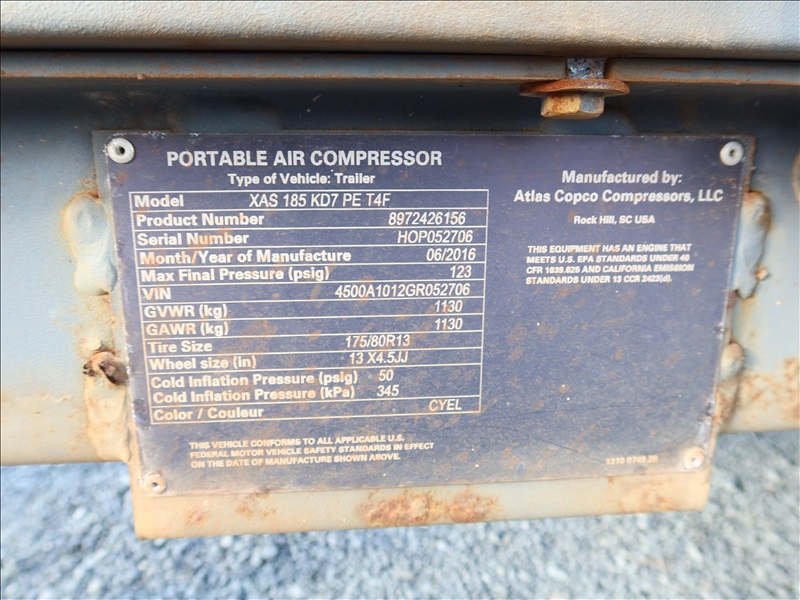 PORTABLE AIR COMPRESSOR
Type of Vehicle: Trailer
Model XAS 185 KD7 PE T4F
Product Number 8972426156
Serial Number HOP052706
Month/Year of Manufacture 06/2016
Max Final Pressure (psig) 123
VIN 4500A1012GR052706
GVWR (kg) 1130
GAWR (kg) 1130
Tire Size 175/80R13
Wheel size (in) 13 X4.5JJ
Cold Inflation Pressure (psig) 50
Cold Inflation Pressure (kPa) 345
Color / Couleur CYEL
THIS VEHICLE CONFORMS TO ALL APPLICABLE U.S.
FEDERAL MOTOR VEHICLE SAFETY STANDARDS IN EFFECT
ON THE DATE OF MANUFACTURE SHOWN ABOVE.
Manufactured by:
Atlas Copco Compressors, LLC
Rock Hill, SC USA
THIS EQUIPMENT HAS AN ENGINE THAT
MEETS U.S. EPA STANDARDS UNDER 40
CFR 1039.625 AND CALIFORNIA EMISSION
STANDARDS UNDER 13 CCR 2423(d).